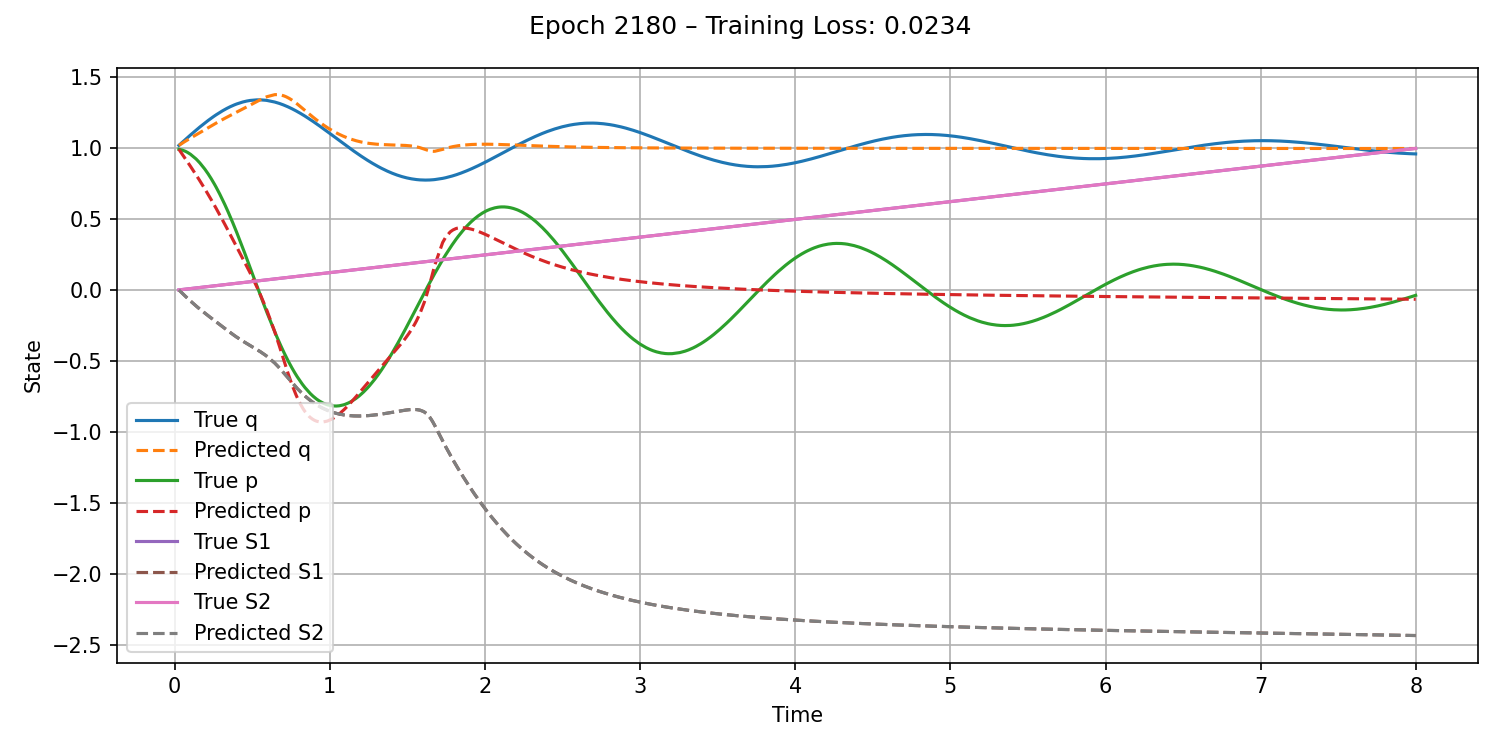 Epoch 2180 – Training Loss: 0.0234
1.5
1.0
0.5
0.0
−0.5
−1.0
−1.5
−2.0
−2.5
State
True q
Predicted q
True p
Predicted p
True S1
Predicted S1
True S2
Predicted S2
0 1 2 3 4 5 6 7 8
Time